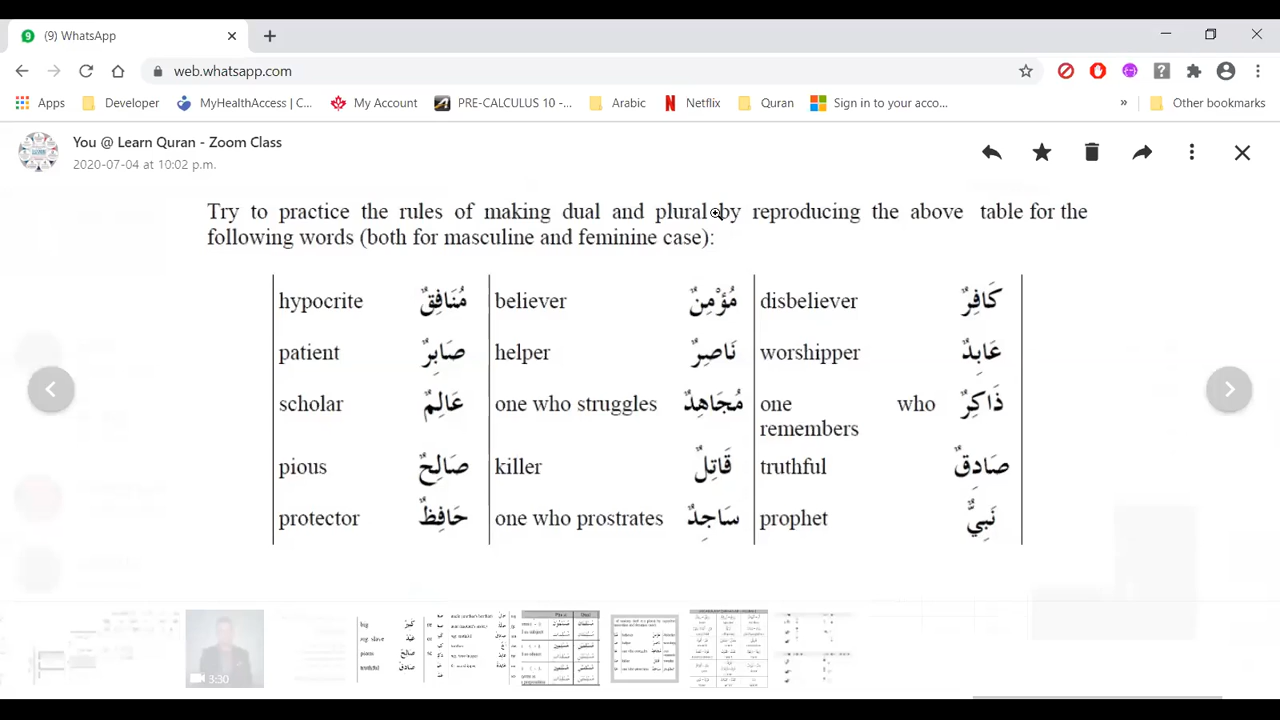 (9) WhatsApp
web.whatsapp.com
Apps Developer MyHealthAccess | C... My Account PRE-CALCULUS 10 -... Arabic Netflix Quran Sign in to your acco... » Other bookmarks
You @ Learn Quran - Zoom Class
2020-07-04 at 10:02 p.m.
Try to practice the rules of making dual and plural by reproducing the above table for the
following words (both for masculine and feminine case):
hypocrite مُنَافِقٌ believer مُؤْمِنٌ disbeliever كَافِرٌ
patient صَابِرٌ helper نَاصِرٌ worshipper عَابِدٌ
scholar عَالِمٌ one who struggles مُجَاهِدٌ one who ذَاكِرٌ
remembers
pious صَالِحٌ killer قَاتِلٌ truthful صَادِقٌ
protector حَافِظٌ one who prostrates سَاجِدٌ prophet نَبِيٌّ
3:30